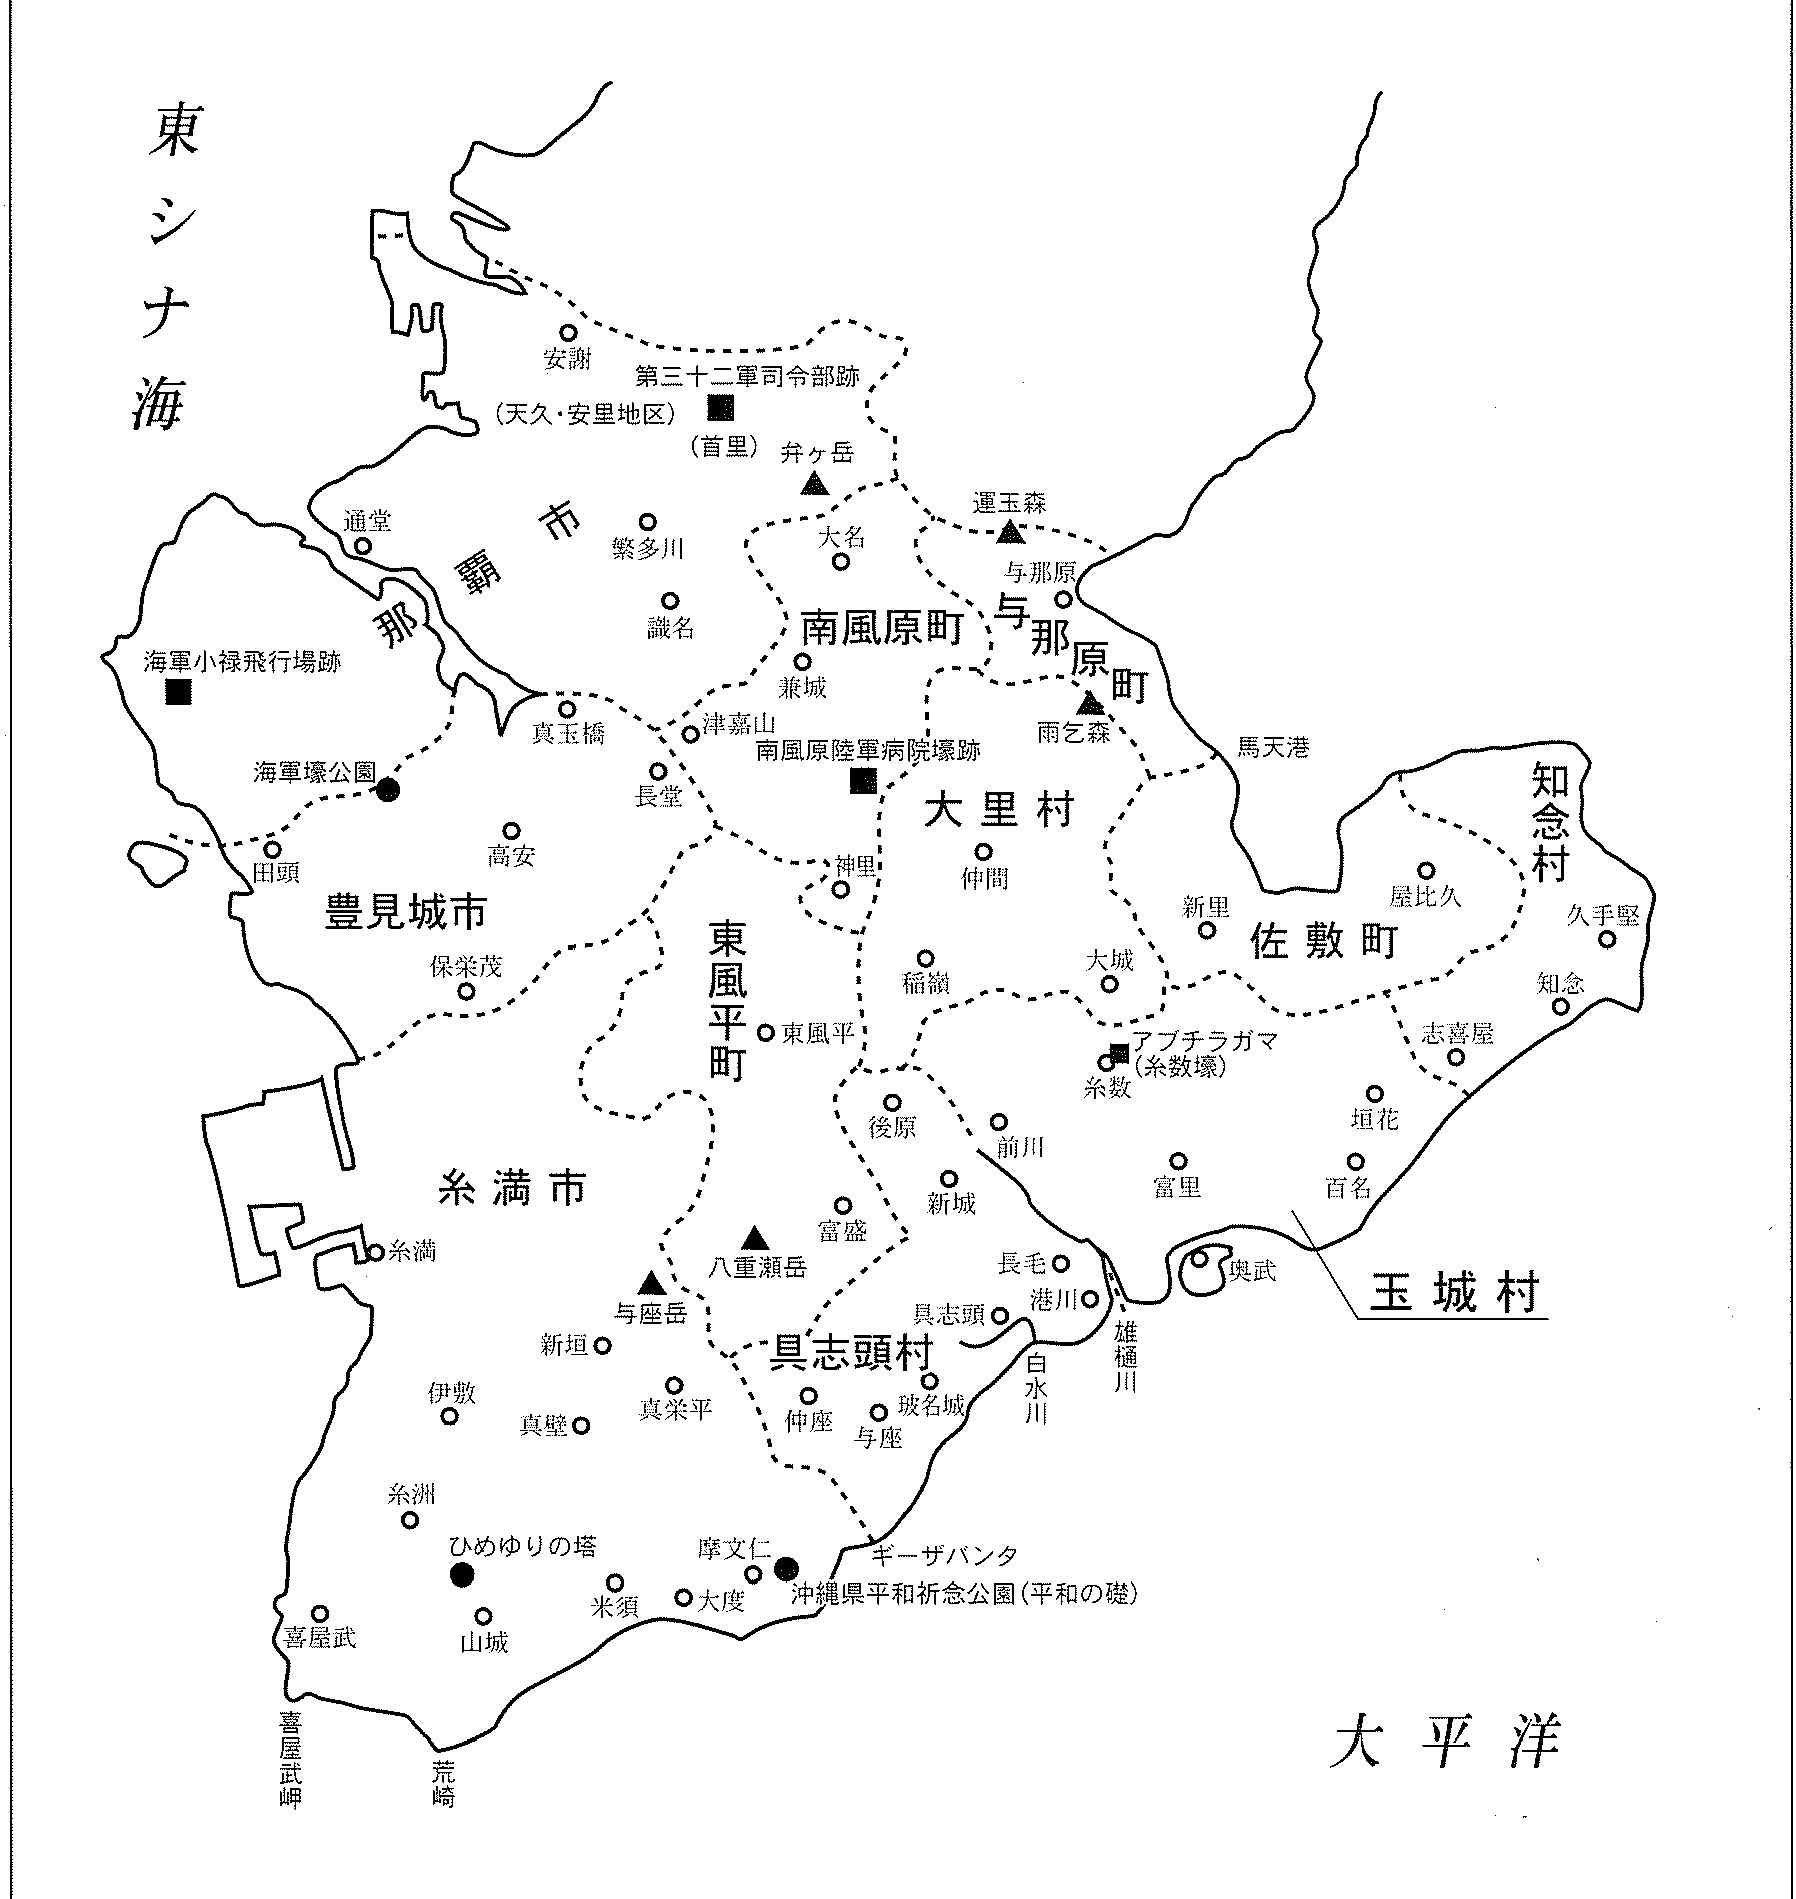 東シナ海
安謝
第三十二軍司令部跡
(天久・安里地区)
(首里)
弁ヶ岳
運玉森
通堂
那覇市
繁多川
大名
与那原
識名
南風原町
与那原町
海軍小禄飛行場跡
兼城
真玉橋
津嘉山
雨乞森
馬天港
南風原陸軍病院壕跡
海軍壕公園
長堂
大里村
知念村
高安
田頭
神里
仲間
屋比久
豊見城市
新里
久手堅
東風平町
佐敷町
保栄茂
稲嶺
大城
知念
東風平
アブチラガマ
(糸数壕)
志喜屋
糸数
後原
前川
垣花
糸満市
富里
百名
新城
富盛
糸満
八重瀬岳
長毛
奥武
玉城村
港川
与座岳
具志頭
新垣
具志頭村
雄樋川
白水川
伊敷
真壁
真栄平
仲座
与座
玻名城
糸洲
ひめゆりの塔
摩文仁
ギーザバンタ
沖縄県平和祈念公園(平和の礎)
米須
大度
喜屋武
山城
喜屋武岬
荒崎
大平洋